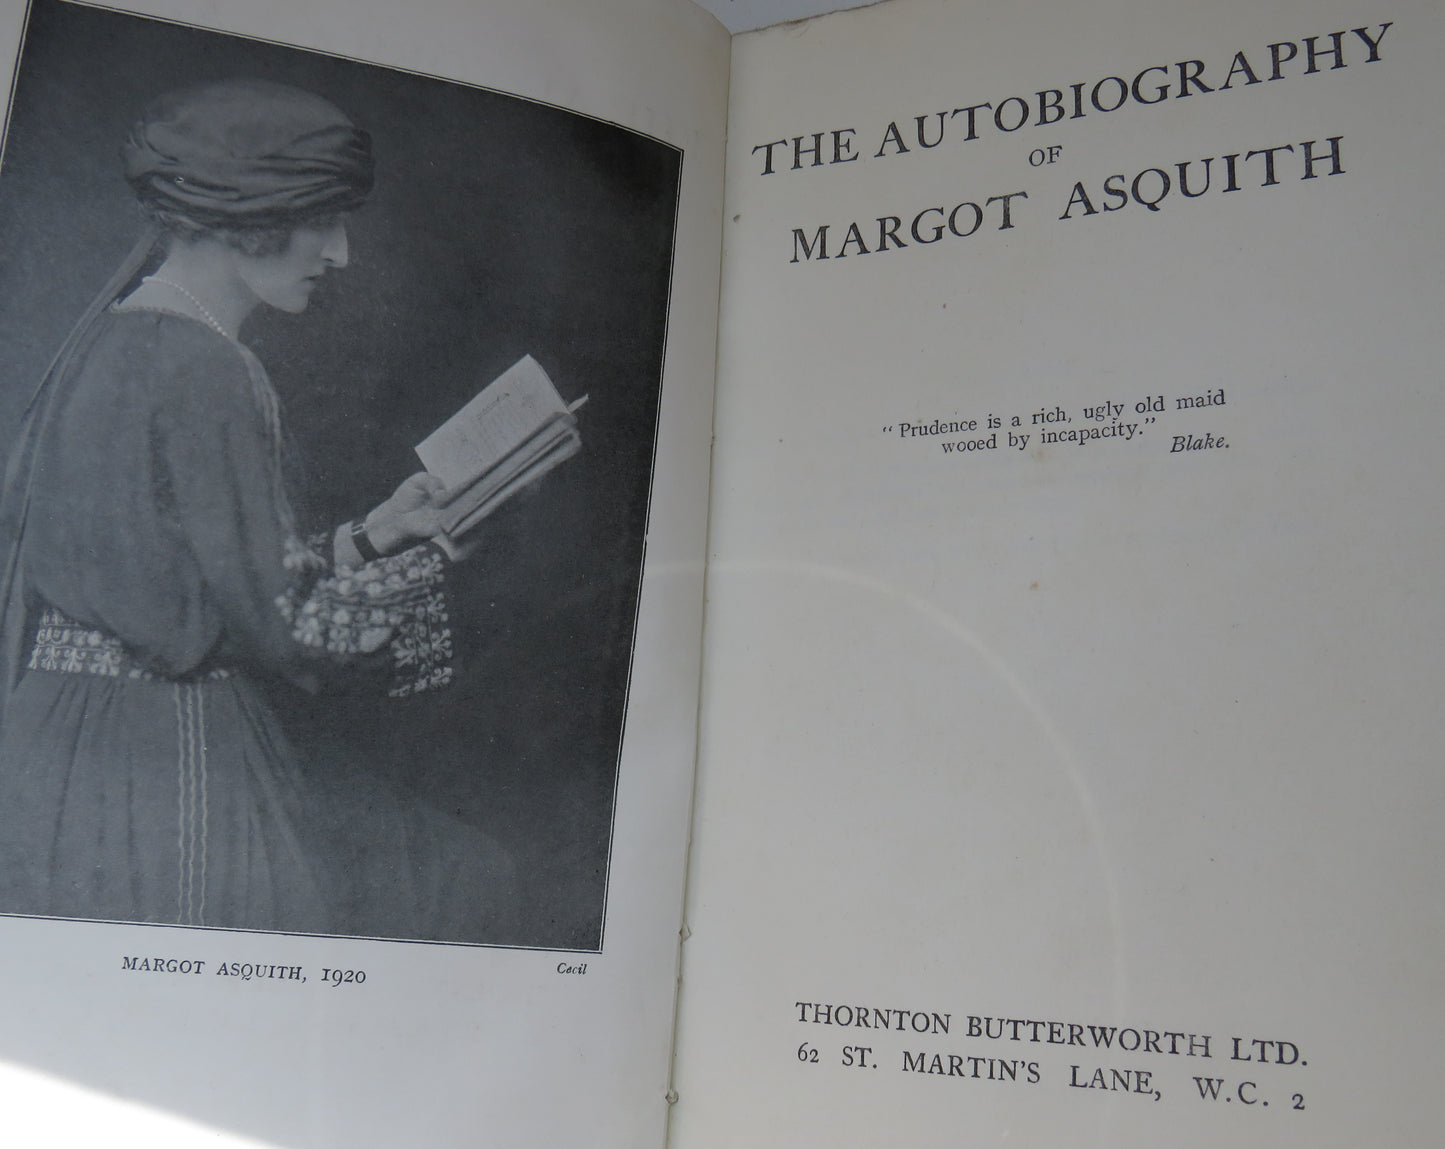 MARGOT ASQUITH, 1920
Cecil
THE AUTOBIOGRAPHY
OF
MARGOT ASQUITH
“Prudence is a rich, ugly old maid
wooed by incapacity.”
Blake.
THORNTON BUTTERWORTH LTD.
62 ST. MARTIN'S LANE, W.C. 2